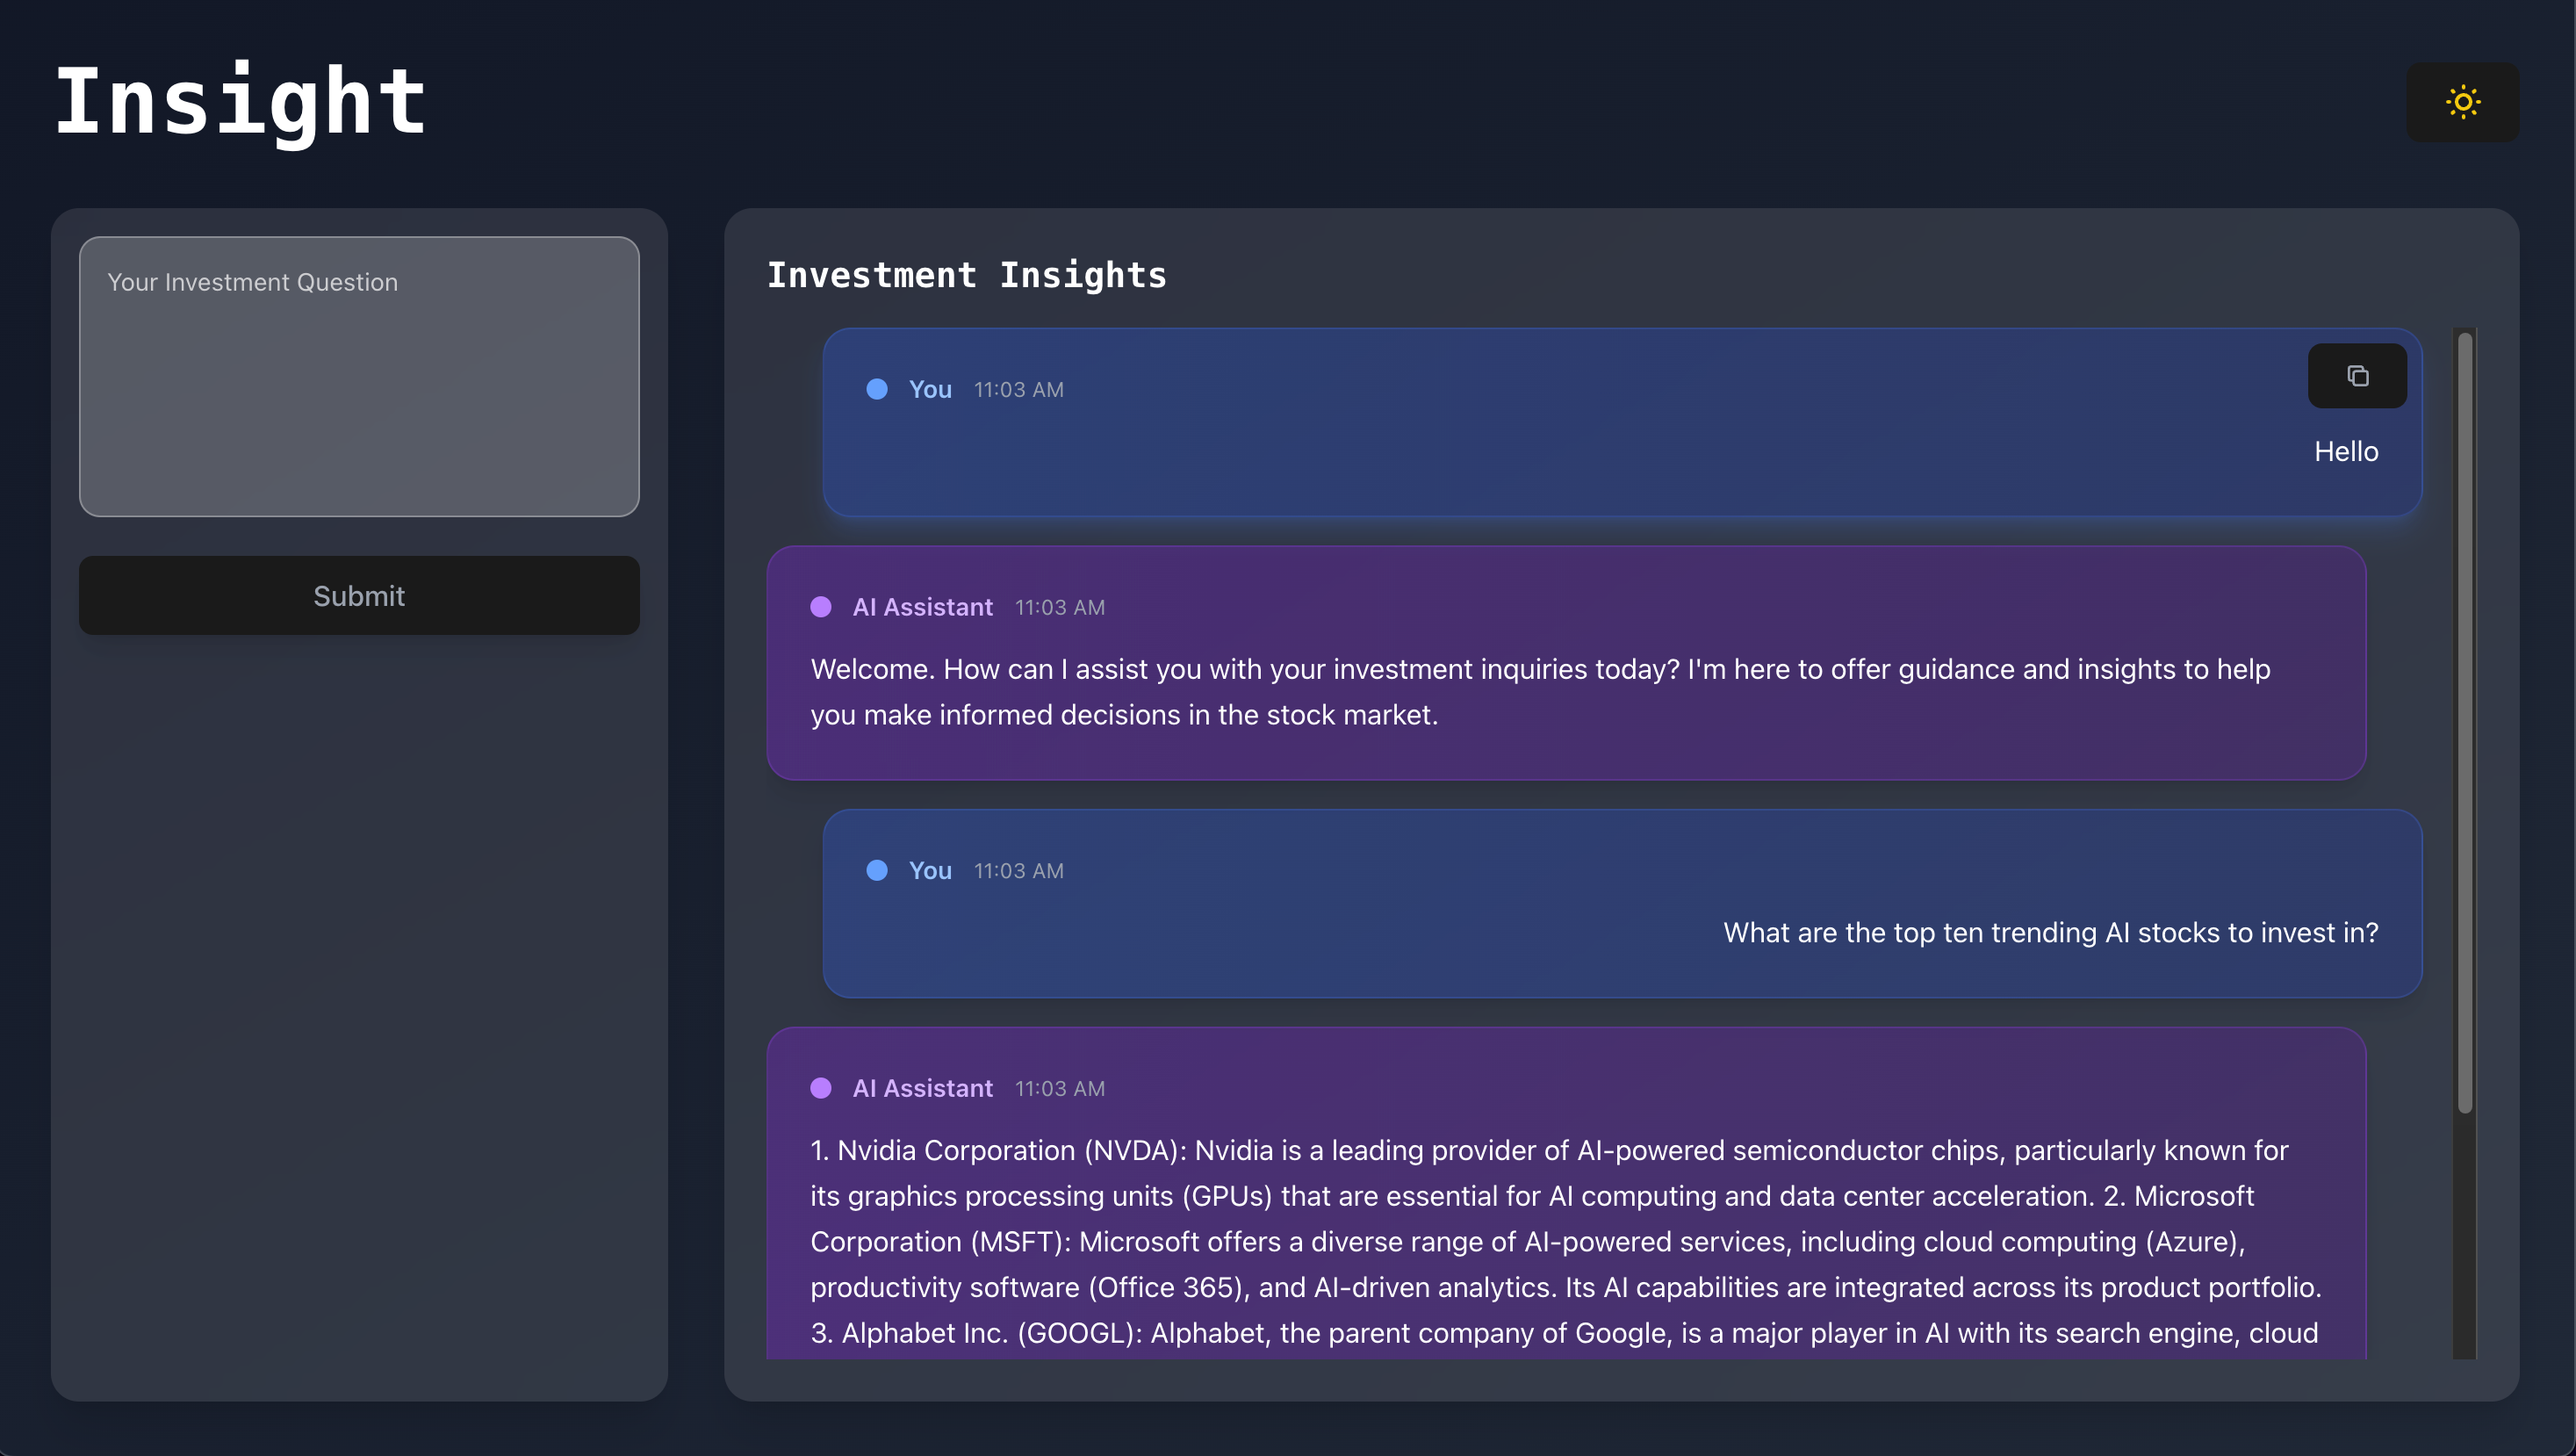 Insight
Your Investment Question
Submit
Investment Insights
You 11:03 AM
Hello
AI Assistant 11:03 AM
Welcome. How can I assist you with your investment inquiries today? I'm here to offer guidance and insights to help
you make informed decisions in the stock market.
You 11:03 AM
What are the top ten trending AI stocks to invest in?
AI Assistant 11:03 AM
1. Nvidia Corporation (NVDA): Nvidia is a leading provider of AI-powered semiconductor chips, particularly known for
its graphics processing units (GPUs) that are essential for AI computing and data center acceleration. 2. Microsoft
Corporation (MSFT): Microsoft offers a diverse range of AI-powered services, including cloud computing (Azure),
productivity software (Office 365), and AI-driven analytics. Its AI capabilities are integrated across its product portfolio.
3. Alphabet Inc. (GOOGL): Alphabet, the parent company of Google, is a major player in AI with its search engine, cloud